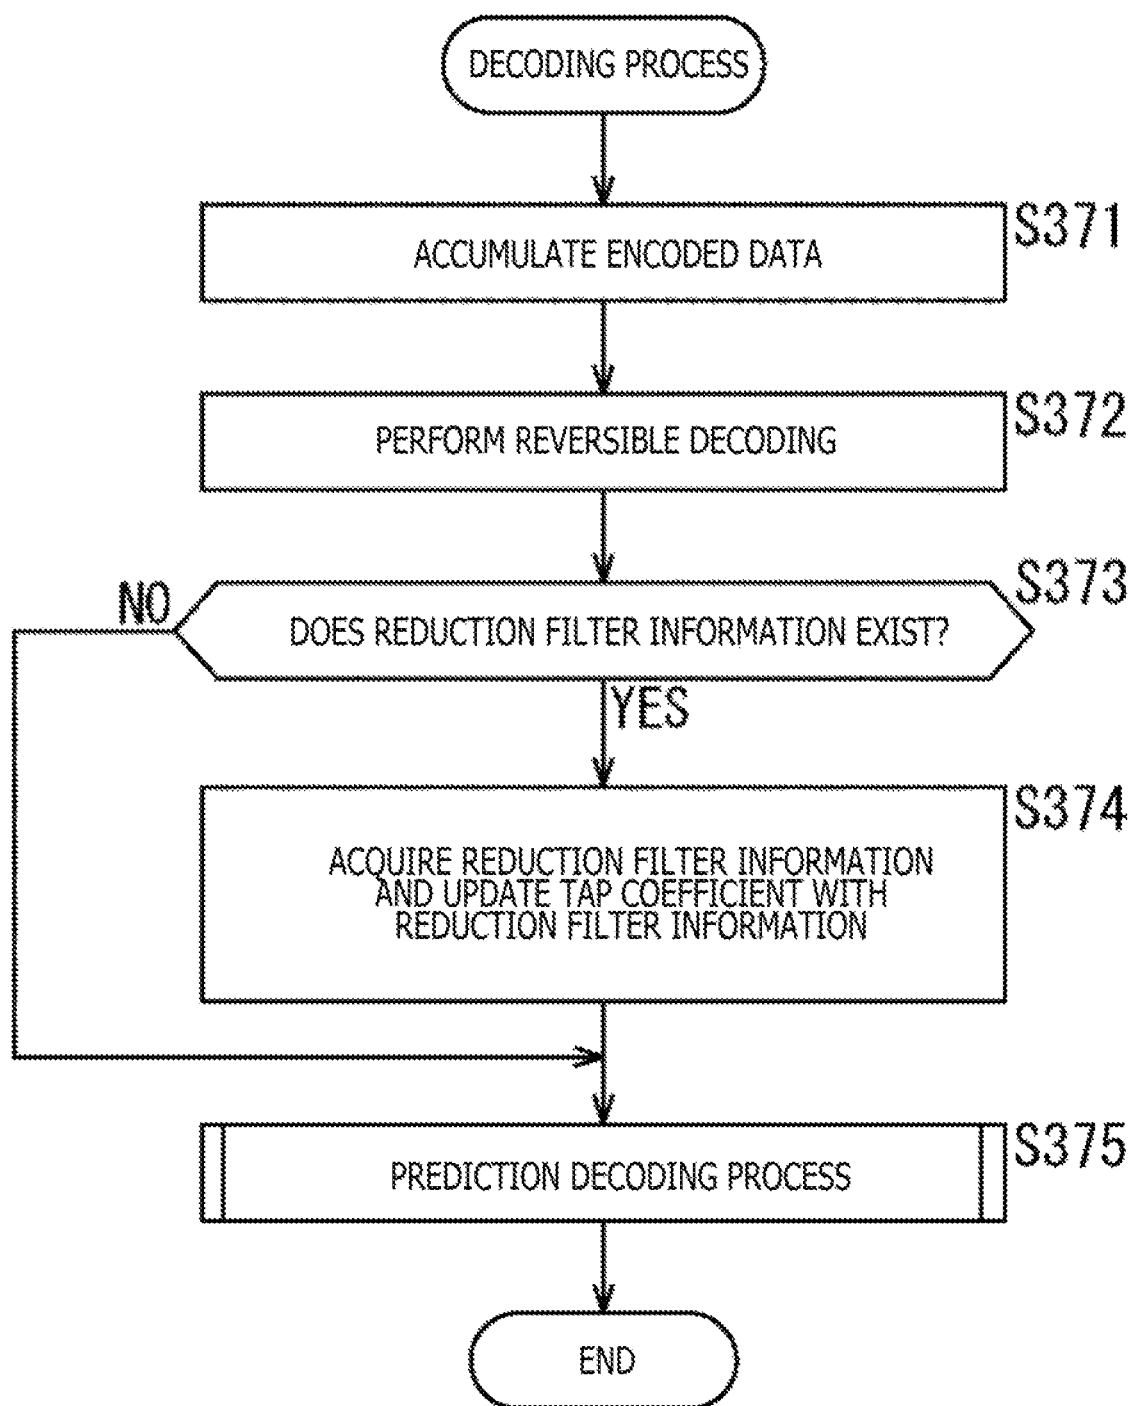 DECODING PROCESS
S371
ACCUMULATE ENCODED DATA
S372
PERFORM REVERSIBLE DECODING
S373
NO
DOES REDUCTION FILTER INFORMATION EXIST?
YES
S374
ACQUIRE REDUCTION FILTER INFORMATION
AND UPDATE TAP COEFFICIENT WITH
REDUCTION FILTER INFORMATION
S375
PREDICTION DECODING PROCESS
END